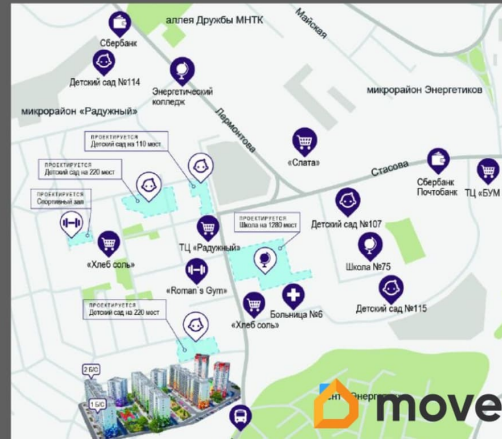 аллея Дружбы МНТК
Майская
Сбербанк
Детский сад №114
Энергетический
колледж
микрорайон Энергетиков
микрорайон «Радужный»
Лермонтова
ПРОЕКТИРУЕТСЯ
Детский сад на 110 мест
«Слата»
Стасова
ПРОЕКТИРУЕТСЯ
Детский сад на 220 мест
Сбербанк
Почтобанк
ТЦ «БУМ
ПРОЕКТИРУЕТСЯ
Спортивный зал
ПРОЕКТИРУЕТСЯ
Школа на 1280 мест
Детский сад №107
ТЦ «Радужный»
«Хлеб соль»
Школа №75
«Roman`s Gym»
ПРОЕКТИРУЕТСЯ
Детский сад на 220 мест
«Хлеб соль»
Больница №6
Детский сад №115
2 Б/С
1 Б/С
move